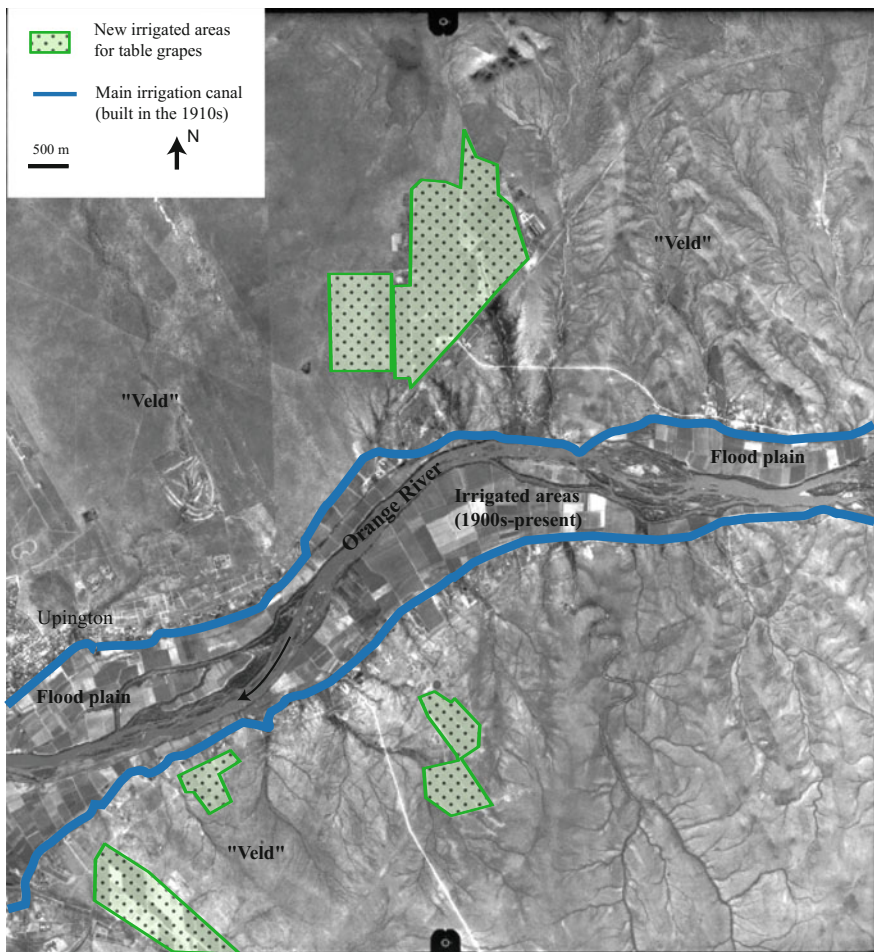 New irrigated areas
for table grapes
Main irrigation canal
(built in the 1910s)
500 m
N
"Veld"
"Veld"
Flood plain
Orange River
Irrigated areas
(1900s-present)
Upington
Flood plain
"Veld"